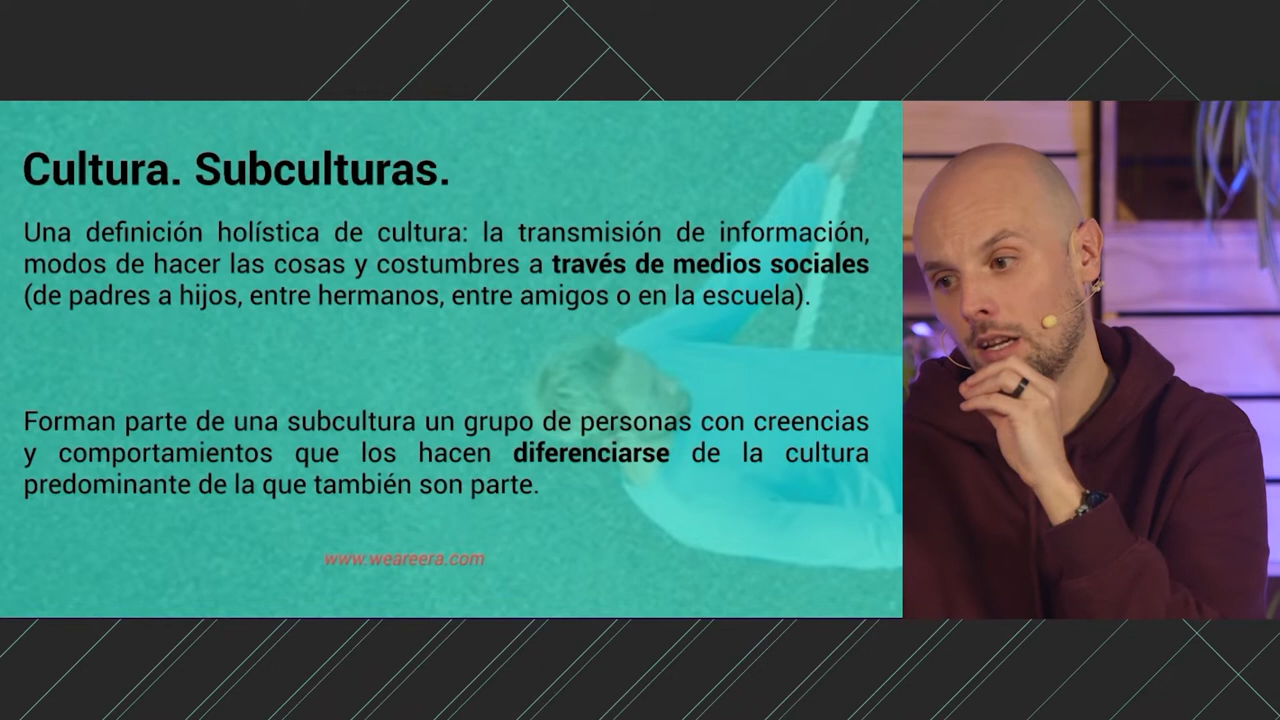 Cultura. Subculturas.
Una definición holística de cultura: la transmisión de información,
modos de hacer las cosas y costumbres a través de medios sociales
(de padres a hijos, entre hermanos, entre amigos o en la escuela).
Forman parte de una subcultura un grupo de personas con creencias
y comportamientos que los hacen diferenciarse de la cultura
predominante de la que también son parte.
www.weareera.com